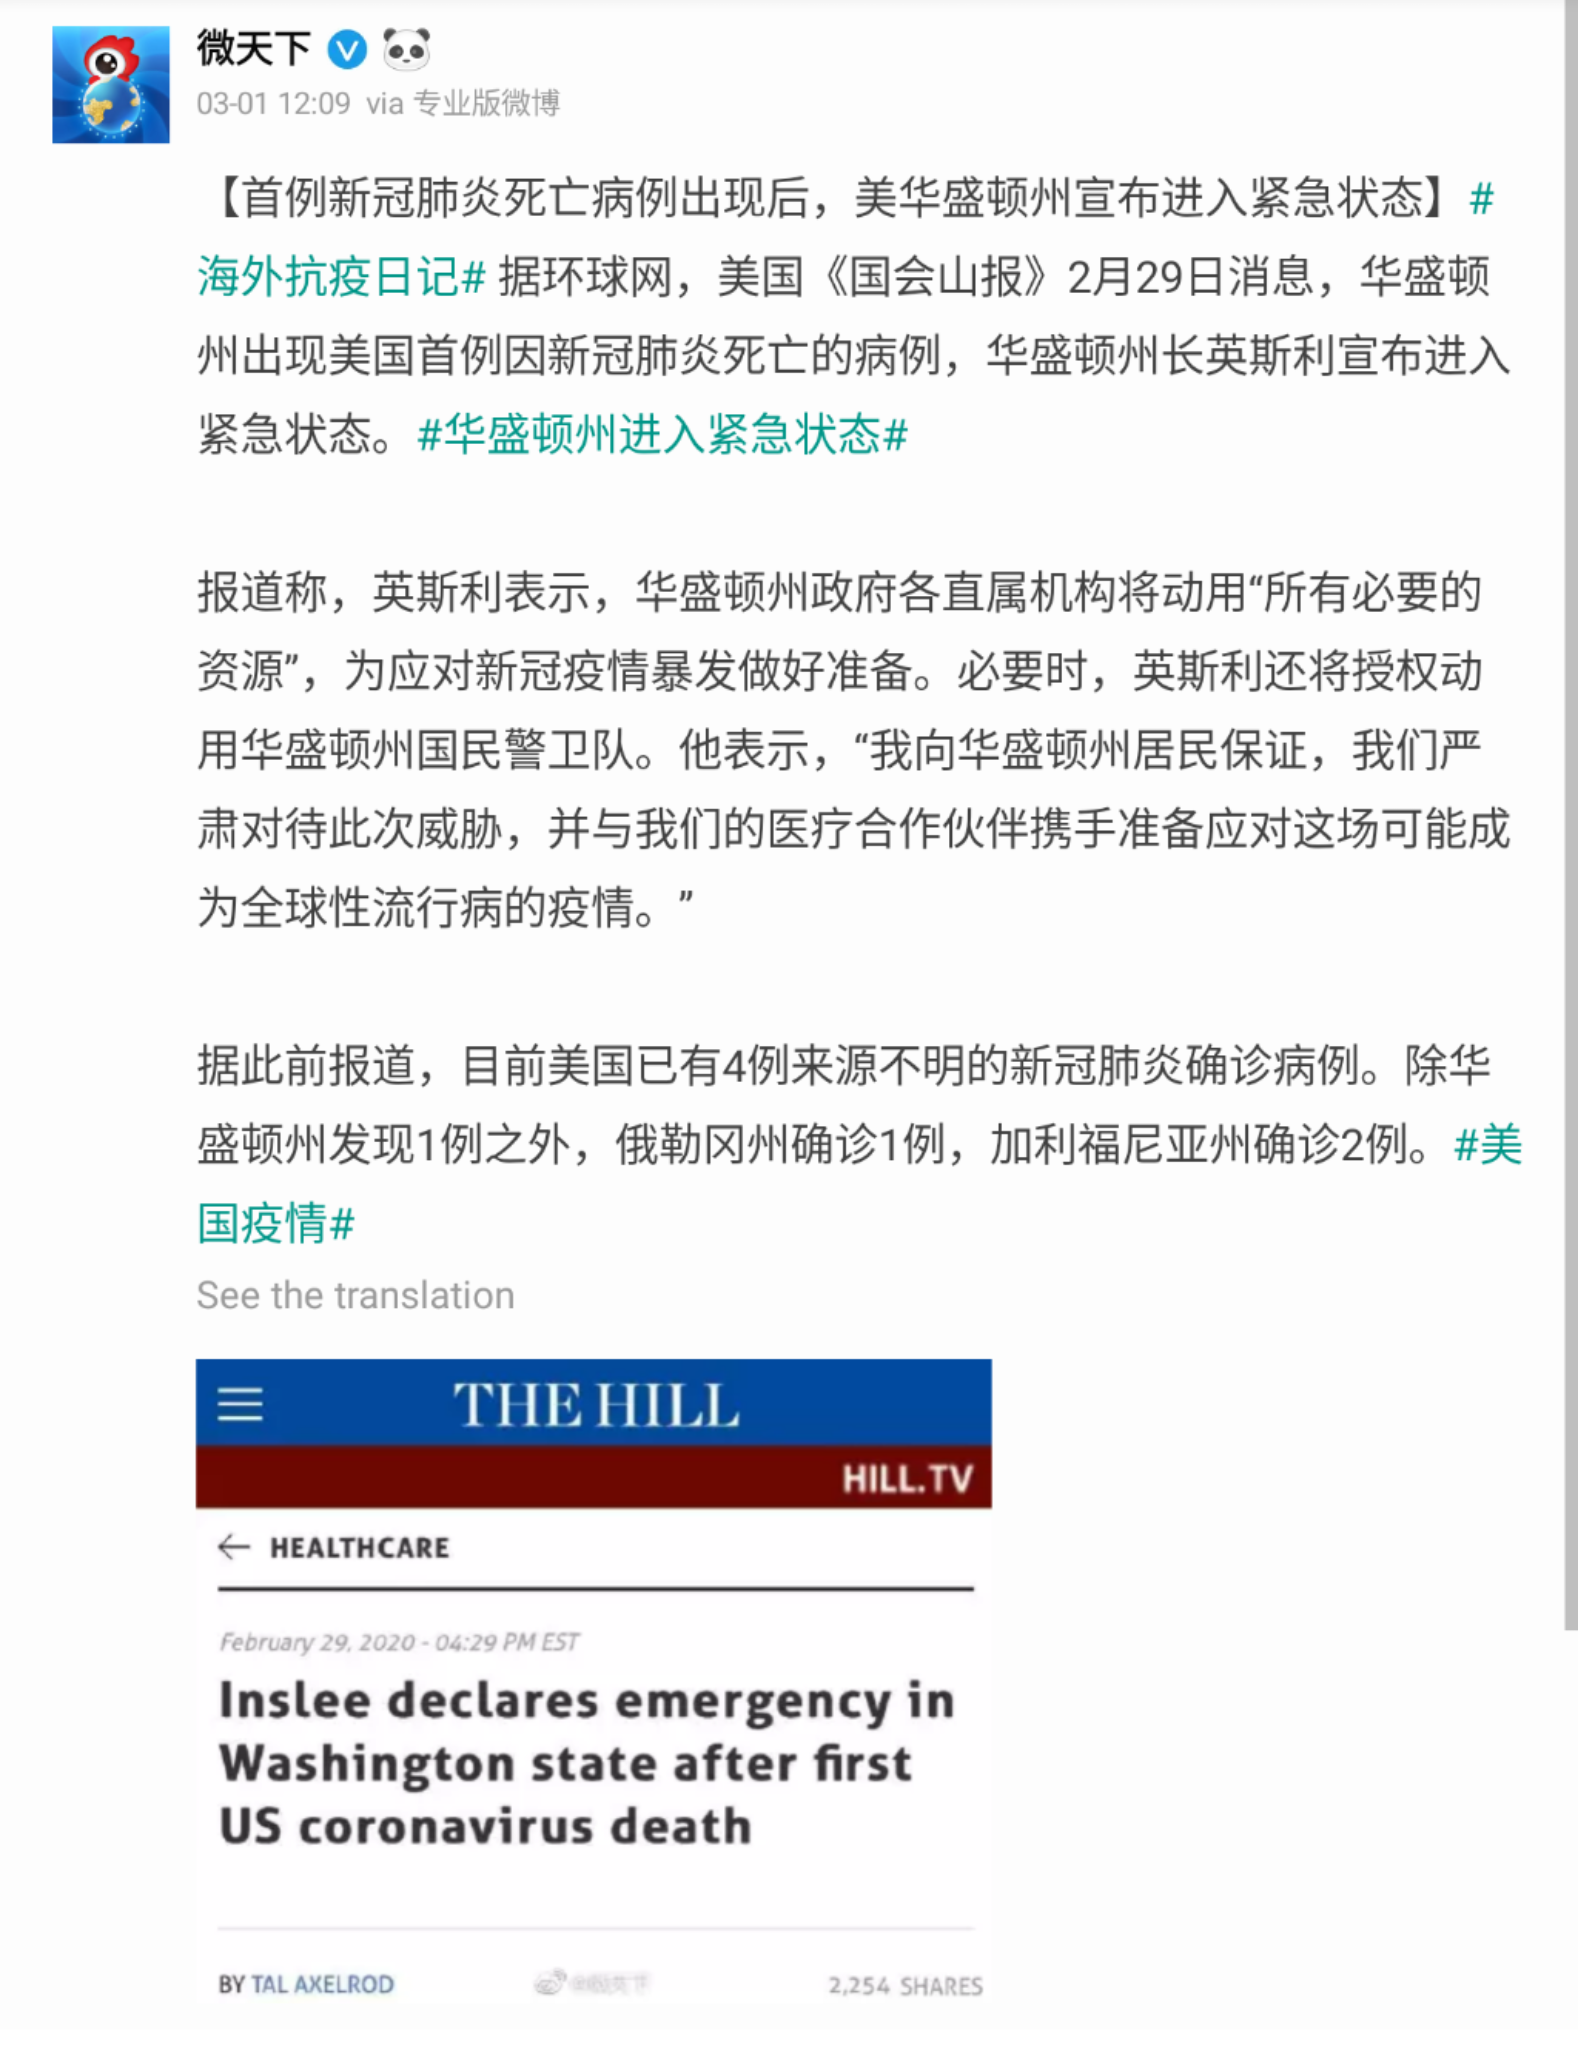 微天下
03-01 12:09 via 专业版微博
【首例新冠肺炎死亡病例出现后，美华盛顿州宣布进入紧急状态】#
海外抗疫日记# 据环球网，美国《国会山报》2月29日消息，华盛顿
州出现美国首例因新冠肺炎死亡的病例，华盛顿州长英斯利宣布进入
紧急状态。#华盛顿州进入紧急状态#
报道称，英斯利表示，华盛顿州政府各直属机构将动用“所有必要的
资源”，为应对新冠疫情暴发做好准备。必要时，英斯利还将授权动
用华盛顿州国民警卫队。他表示，“我向华盛顿州居民保证，我们严
肃对待此次威胁，并与我们的医疗合作伙伴携手准备应对这场可能成
为全球性流行病的疫情。”
据此前报道，目前美国已有4例来源不明的新冠肺炎确诊病例。除华
盛顿州发现1例之外，俄勒冈州确诊1例，加利福尼亚州确诊2例。#美
国疫情#
See the translation
THE HILL
HILL.TV
HEALTHCARE
February 29, 2020 - 04:29 PM EST
Inslee declares emergency in
Washington state after first
US coronavirus death
BY TAL AXELROD
2,254 SHARES